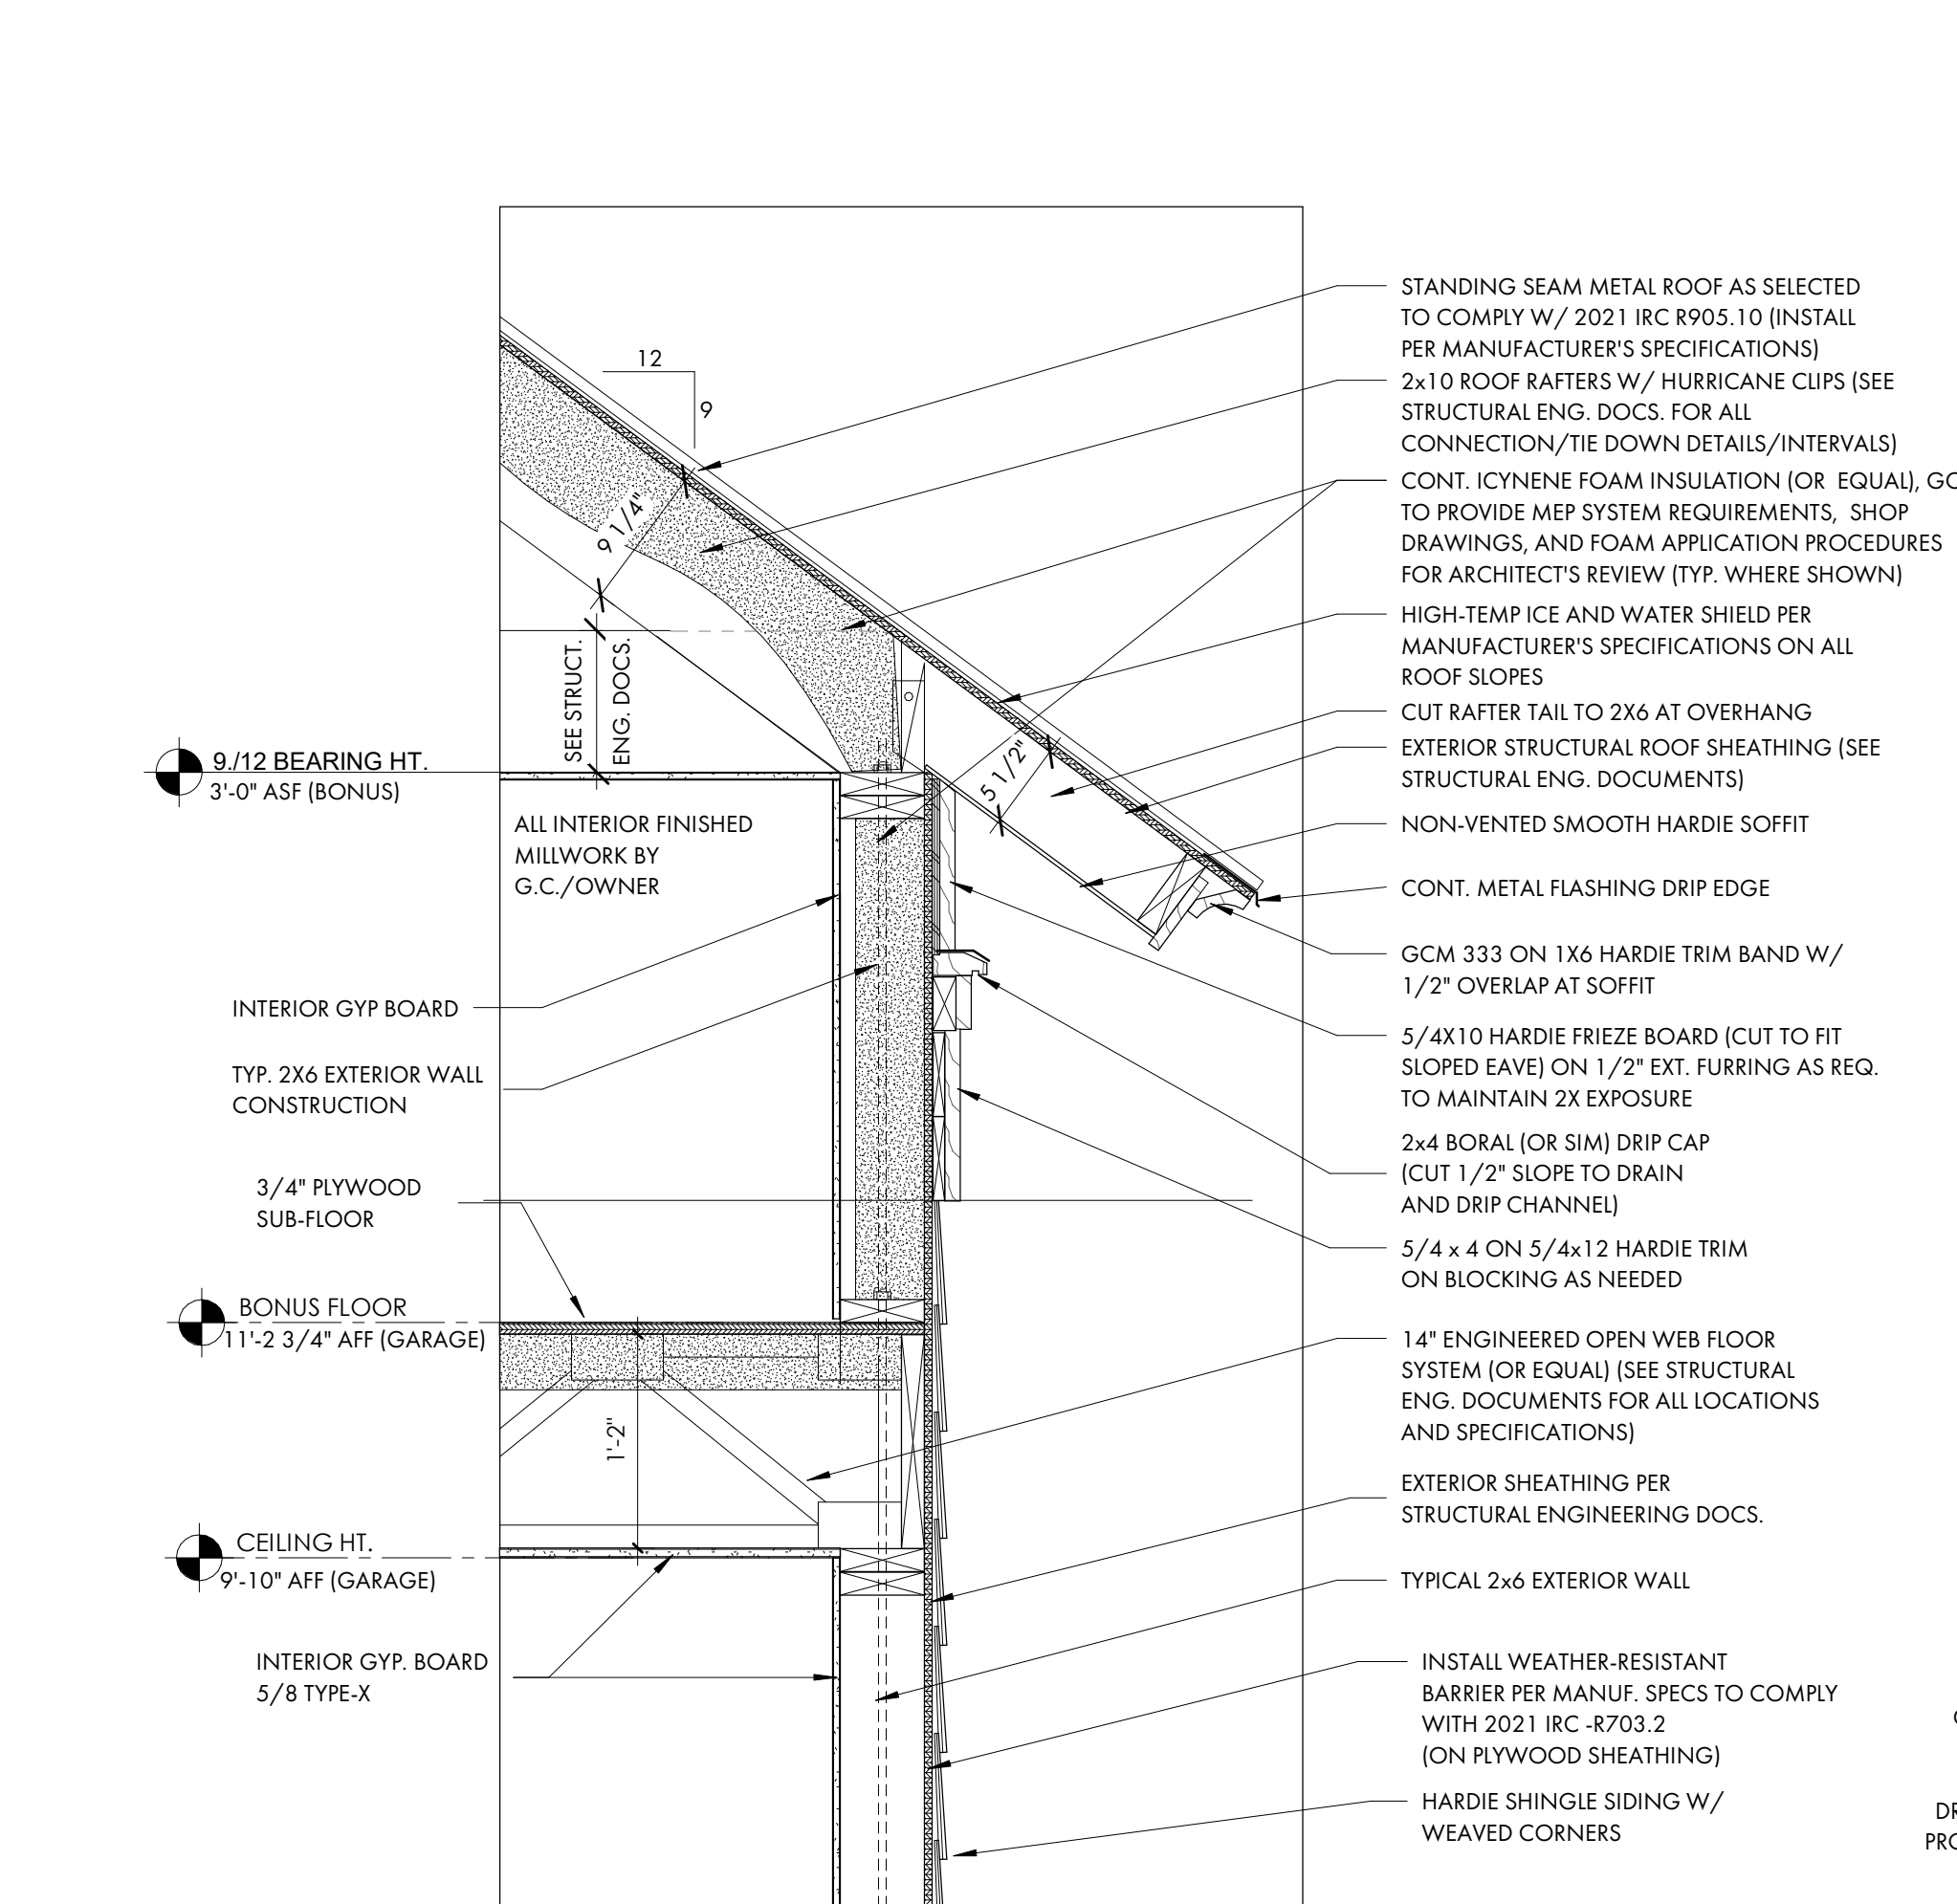 12
9
9 1/4"
SEE STRUCT.
ENG. DOCS.
5 1/2"
9./12 BEARING HT.
3'-0" ASF (BONUS)
ALL INTERIOR FINISHED
MILLWORK BY
G.C./OWNER
INTERIOR GYP BOARD
TYP. 2X6 EXTERIOR WALL
CONSTRUCTION
3/4" PLYWOOD
SUB-FLOOR
BONUS FLOOR
11'-2 3/4" AFF (GARAGE)
1'-2"
CEILING HT.
9'-10" AFF (GARAGE)
INTERIOR GYP. BOARD
5/8 TYPE-X
STANDING SEAM METAL ROOF AS SELECTED
TO COMPLY W/ 2021 IRC R905.10 (INSTALL
PER MANUFACTURER'S SPECIFICATIONS)
2x10 ROOF RAFTERS W/ HURRICANE CLIPS (SEE
STRUCTURAL ENG. DOCS. FOR ALL
CONNECTION/TIE DOWN DETAILS/INTERVALS)
CONT. ICYNENE FOAM INSULATION (OR EQUAL), GC
TO PROVIDE MEP SYSTEM REQUIREMENTS, SHOP
DRAWINGS, AND FOAM APPLICATION PROCEDURES
FOR ARCHITECT'S REVIEW (TYP. WHERE SHOWN)
HIGH-TEMP ICE AND WATER SHIELD PER
MANUFACTURER'S SPECIFICATIONS ON ALL
ROOF SLOPES
CUT RAFTER TAIL TO 2X6 AT OVERHANG
EXTERIOR STRUCTURAL ROOF SHEATHING (SEE
STRUCTURAL ENG. DOCUMENTS)
NON-VENTED SMOOTH HARDIE SOFFIT
CONT. METAL FLASHING DRIP EDGE
GCM 333 ON 1X6 HARDIE TRIM BAND W/
1/2" OVERLAP AT SOFFIT
5/4X10 HARDIE FRIEZE BOARD (CUT TO FIT
SLOPED EAVE) ON 1/2" EXT. FURRING AS REQ.
TO MAINTAIN 2X EXPOSURE
2x4 BORAL (OR SIM) DRIP CAP
(CUT 1/2" SLOPE TO DRAIN
AND DRIP CHANNEL)
5/4 x 4 ON 5/4x12 HARDIE TRIM
ON BLOCKING AS NEEDED
14" ENGINEERED OPEN WEB FLOOR
SYSTEM (OR EQUAL) (SEE STRUCTURAL
ENG. DOCUMENTS FOR ALL LOCATIONS
AND SPECIFICATIONS)
EXTERIOR SHEATHING PER
STRUCTURAL ENGINEERING DOCS.
TYPICAL 2x6 EXTERIOR WALL
INSTALL WEATHER-RESISTANT
BARRIER PER MANUF. SPECS TO COMPLY
WITH 2021 IRC -R703.2
(ON PLYWOOD SHEATHING)
HARDIE SHINGLE SIDING W/
WEAVED CORNERS